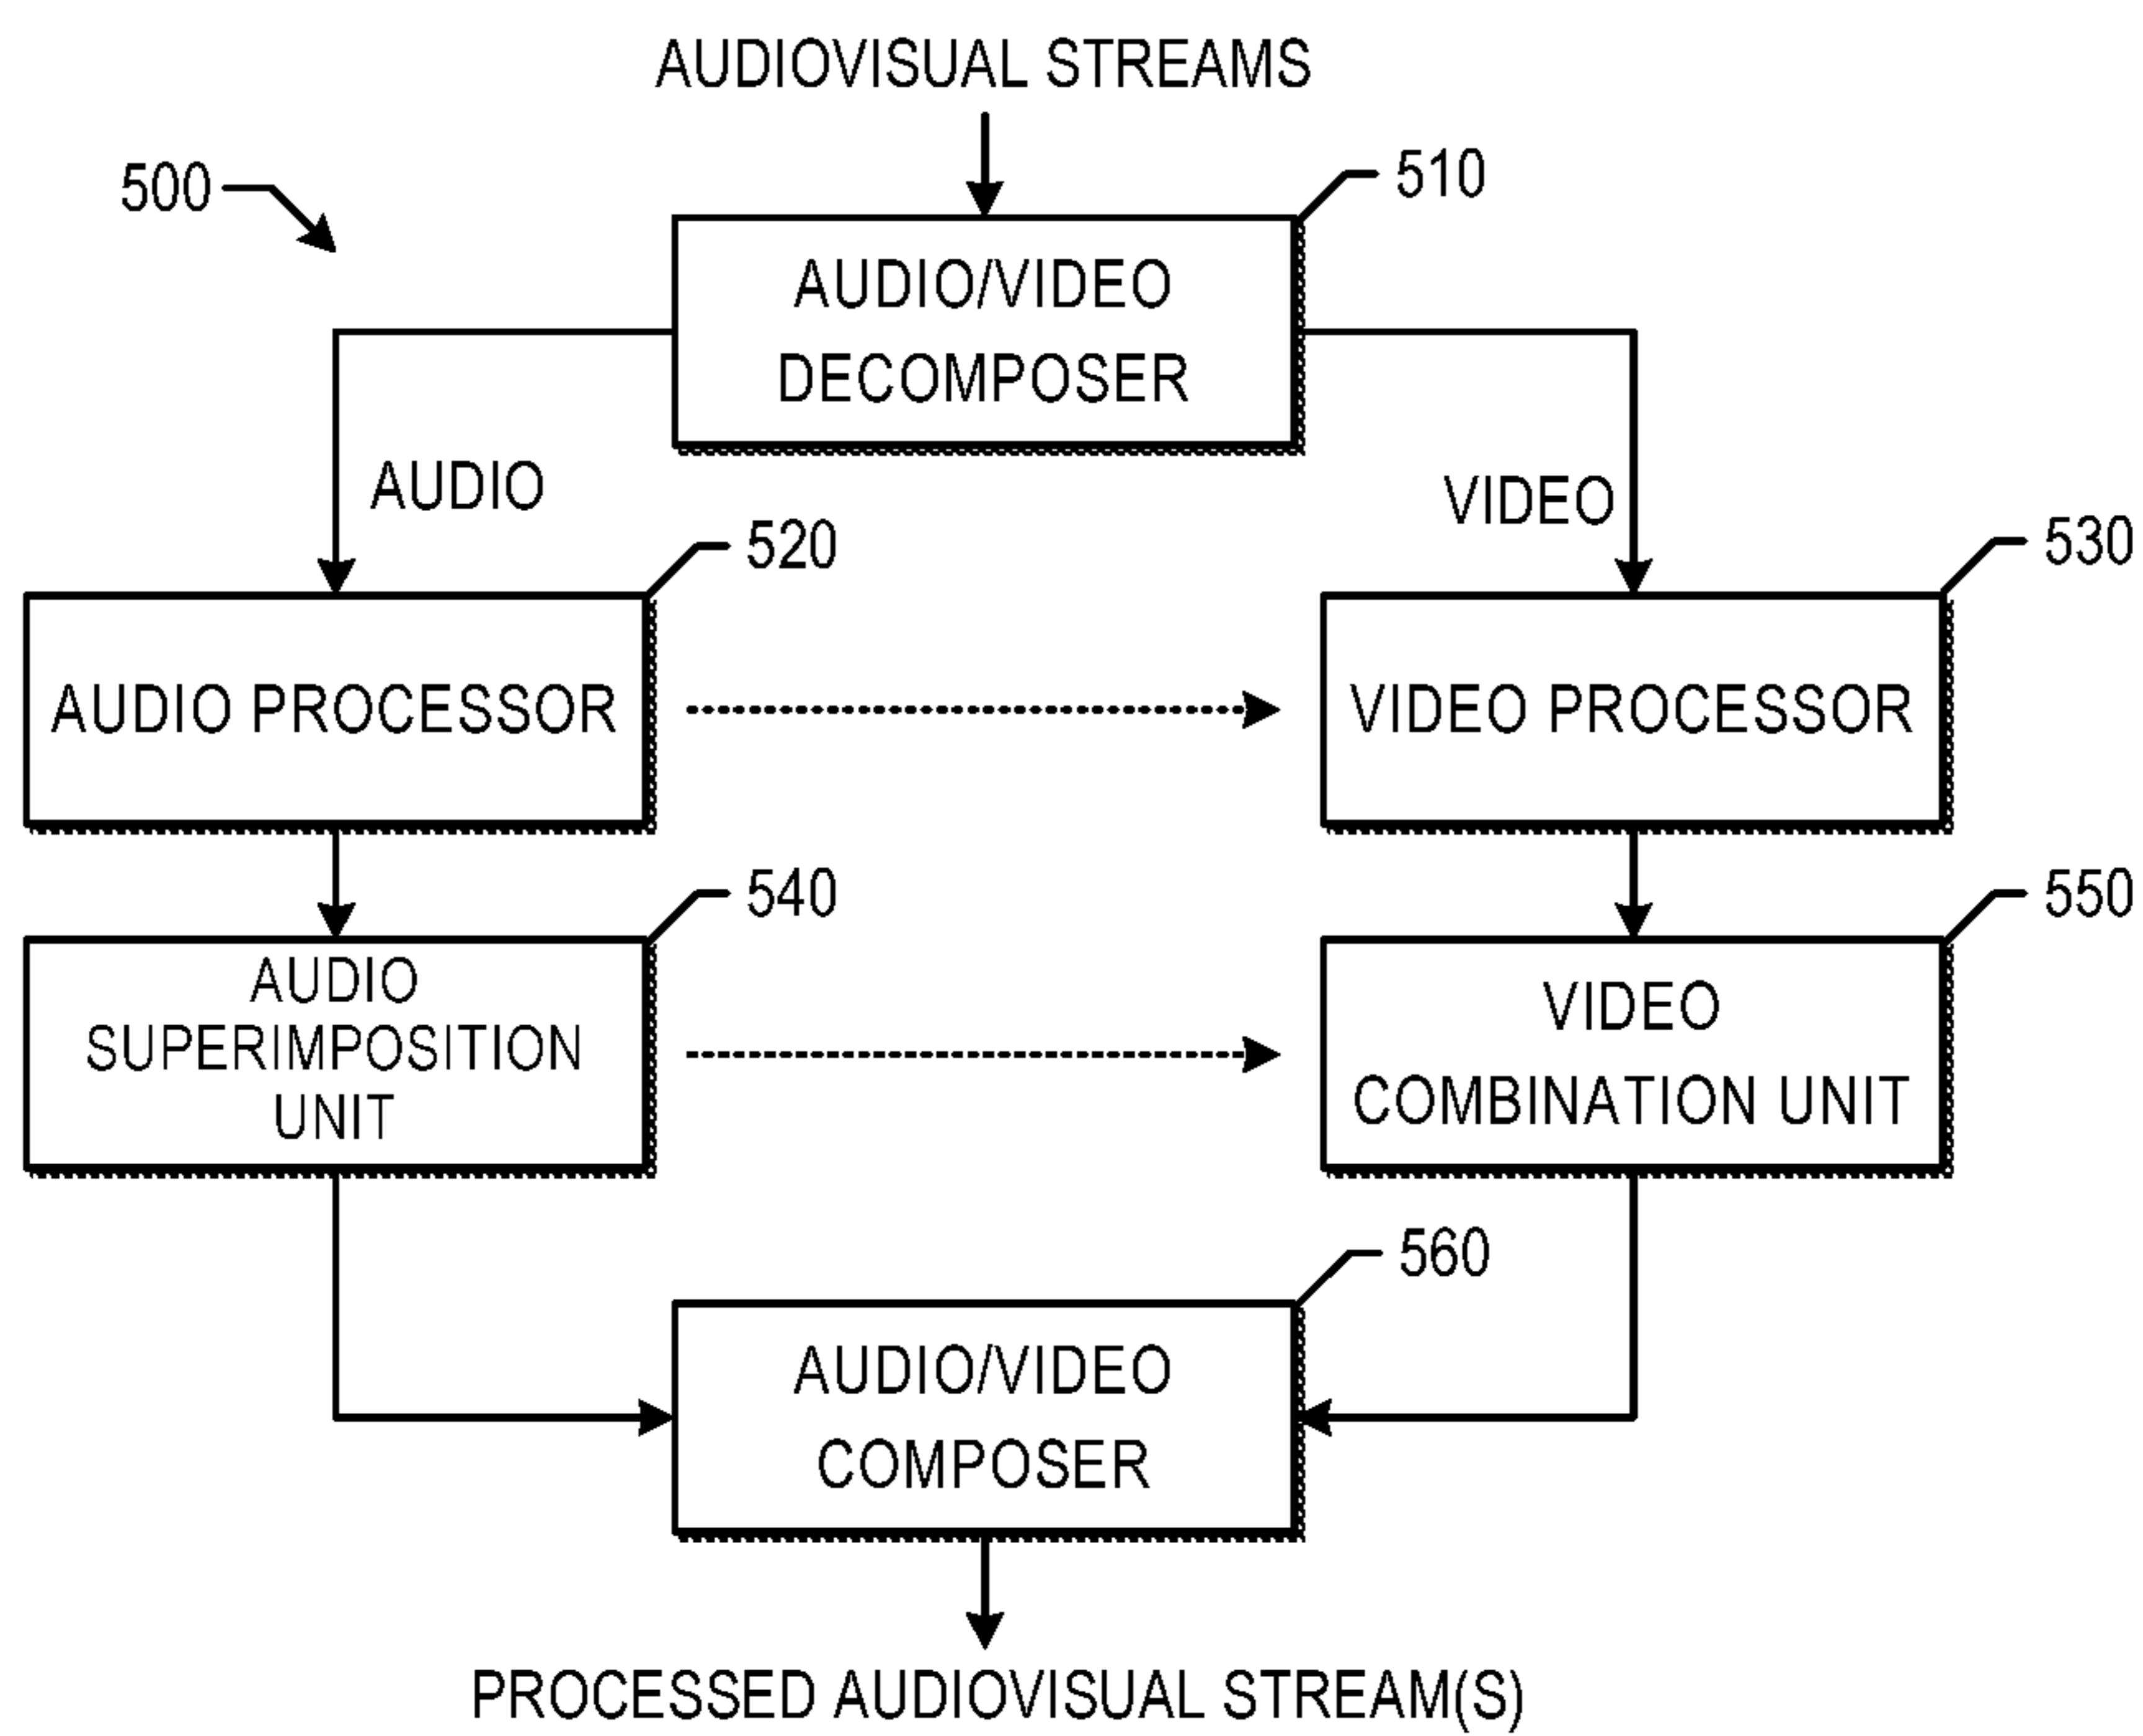 AUDIOVISUAL STREAMS
500
510
AUDIO/VIDEO
DECOMPOSER
AUDIO
VIDEO
520
530
AUDIO PROCESSOR
VIDEO PROCESSOR
540
550
AUDIO
SUPERIMPOSITION
UNIT
VIDEO
COMBINATION UNIT
560
AUDIO/VIDEO
COMPOSER
PROCESSED AUDIOVISUAL STREAM(S)